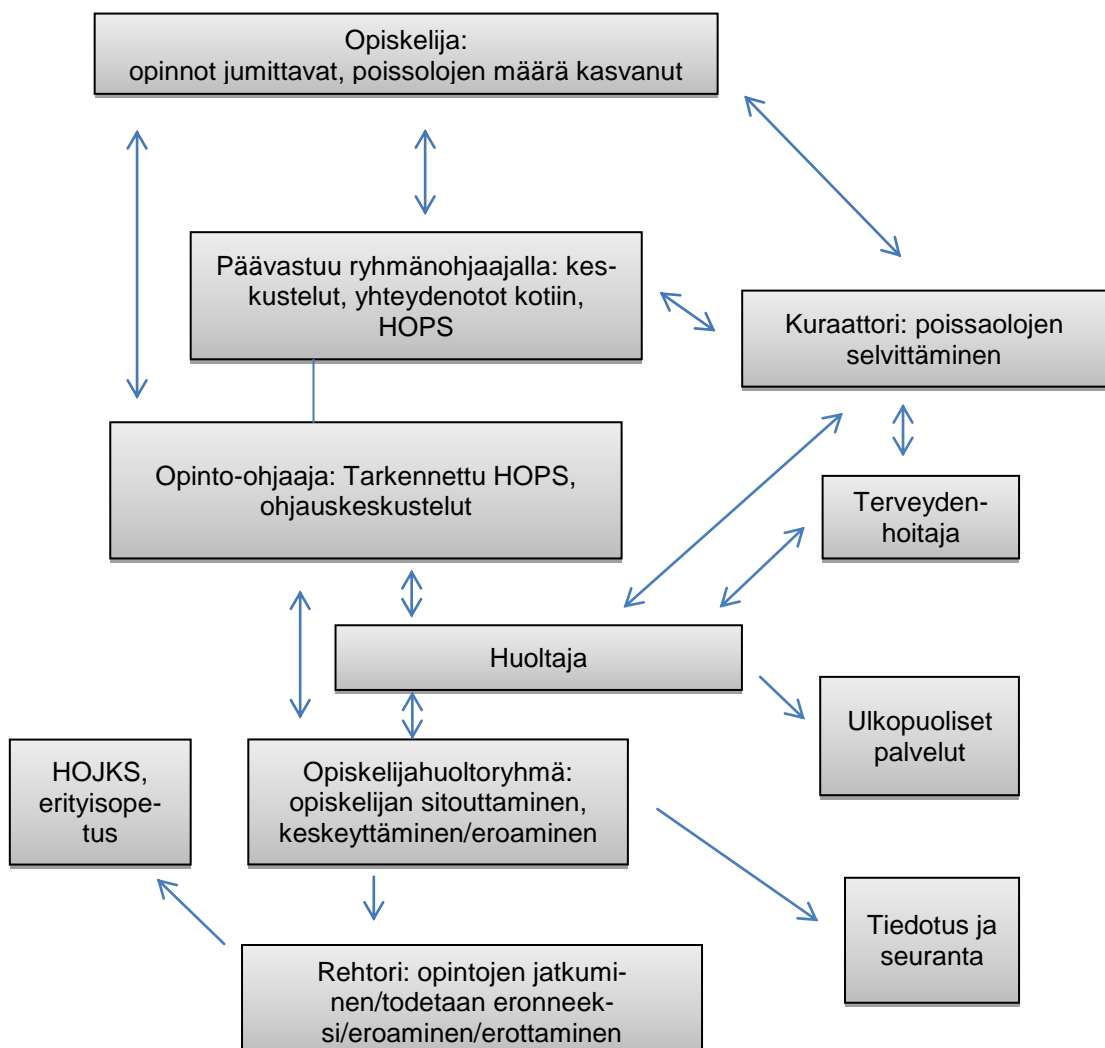 Opiskelija:
opinnot jumittavat, poissolojen määrä kasvanut
Päävastuu ryhmänohjaajalla: kes-
kustelut, yhteydenotot kotiin,
HOPS
Kuraattori: poissaolojen
selvittäminen
Opinto-ohjaaja: Tarkennettu HOPS,
ohjauskeskustelut
Terveyden-
hoitaja
Huoltaja
Ulkopuoliset
palvelut
HOJKS,
erityisope-
tus
Opiskelijahuoltoryhmä:
opiskelijan sitouttaminen,
keskeyttäminen/eroaminen
Tiedotus ja
seuranta
Rehtori: opintojen jatkumi-
nen/todetaan eronneek-
si/eroaminen/erottaminen